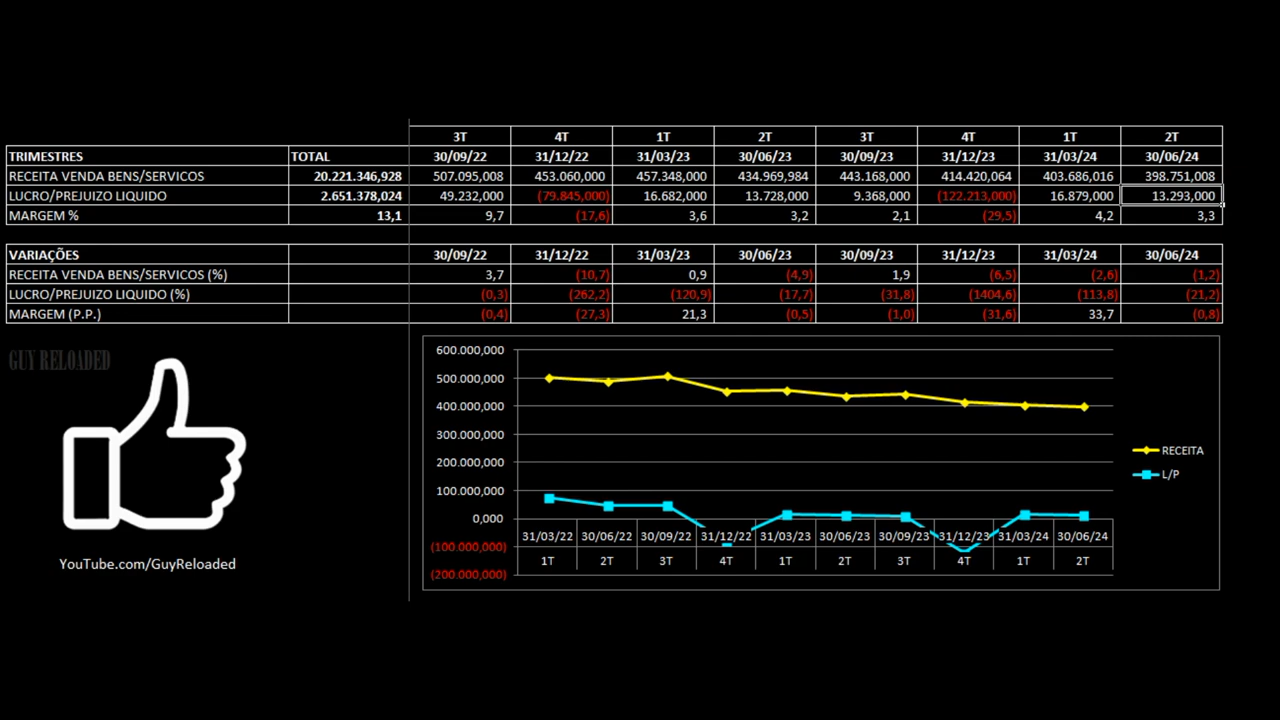 3T 4T 1T 2T 3T 4T 1T 2T
TRIMESTRES TOTAL 30/09/22 31/12/22 31/03/23 30/06/23 30/09/23 31/12/23 31/03/24 30/06/24
RECEITA VENDA BENS/SERVICOS 20.221.346,928 507.095,008 453.060,000 457.348,000 434.969,984 443.168,000 414.420,064 403.686,016 398.751,008
LUCRO/PREJUIZO LIQUIDO 2.651.378,024 49.232,000 (79.845,000) 16.682,000 13.728,000 9.368,000 (122.213,000) 16.879,000 13.293,000
MARGEM % 13,1 9,7 (17,6) 3,6 3,2 2,1 (29,5) 4,2 3,3
VARIAÇÕES 30/09/22 31/12/22 31/03/23 30/06/23 30/09/23 31/12/23 31/03/24 30/06/24
RECEITA VENDA BENS/SERVICOS (%) 3,7 (10,7) 0,9 (4,9) 1,9 (6,5) (2,6) (1,2)
LUCRO/PREJUIZO LIQUIDO (%) (0,3) (262,2) (120,9) (17,7) (31,8) (1404,6) (113,8) (21,2)
MARGEM (P.P.) (0,4) (27,3) 21,3 (0,5) (1,0) (31,6) 33,7 (0,8)
GUY RELOADED
YouTube.com/GuyReloaded
600.000,000
500.000,000
400.000,000
300.000,000
200.000,000
100.000,000
0,000
(100.000,000)
(200.000,000)
31/03/22 30/06/22 30/09/22 31/12/22 31/03/23 30/06/23 30/09/23 31/12/23 31/03/24 30/06/24
1T 2T 3T 4T 1T 2T 3T 4T 1T 2T
RECEITA
L/P